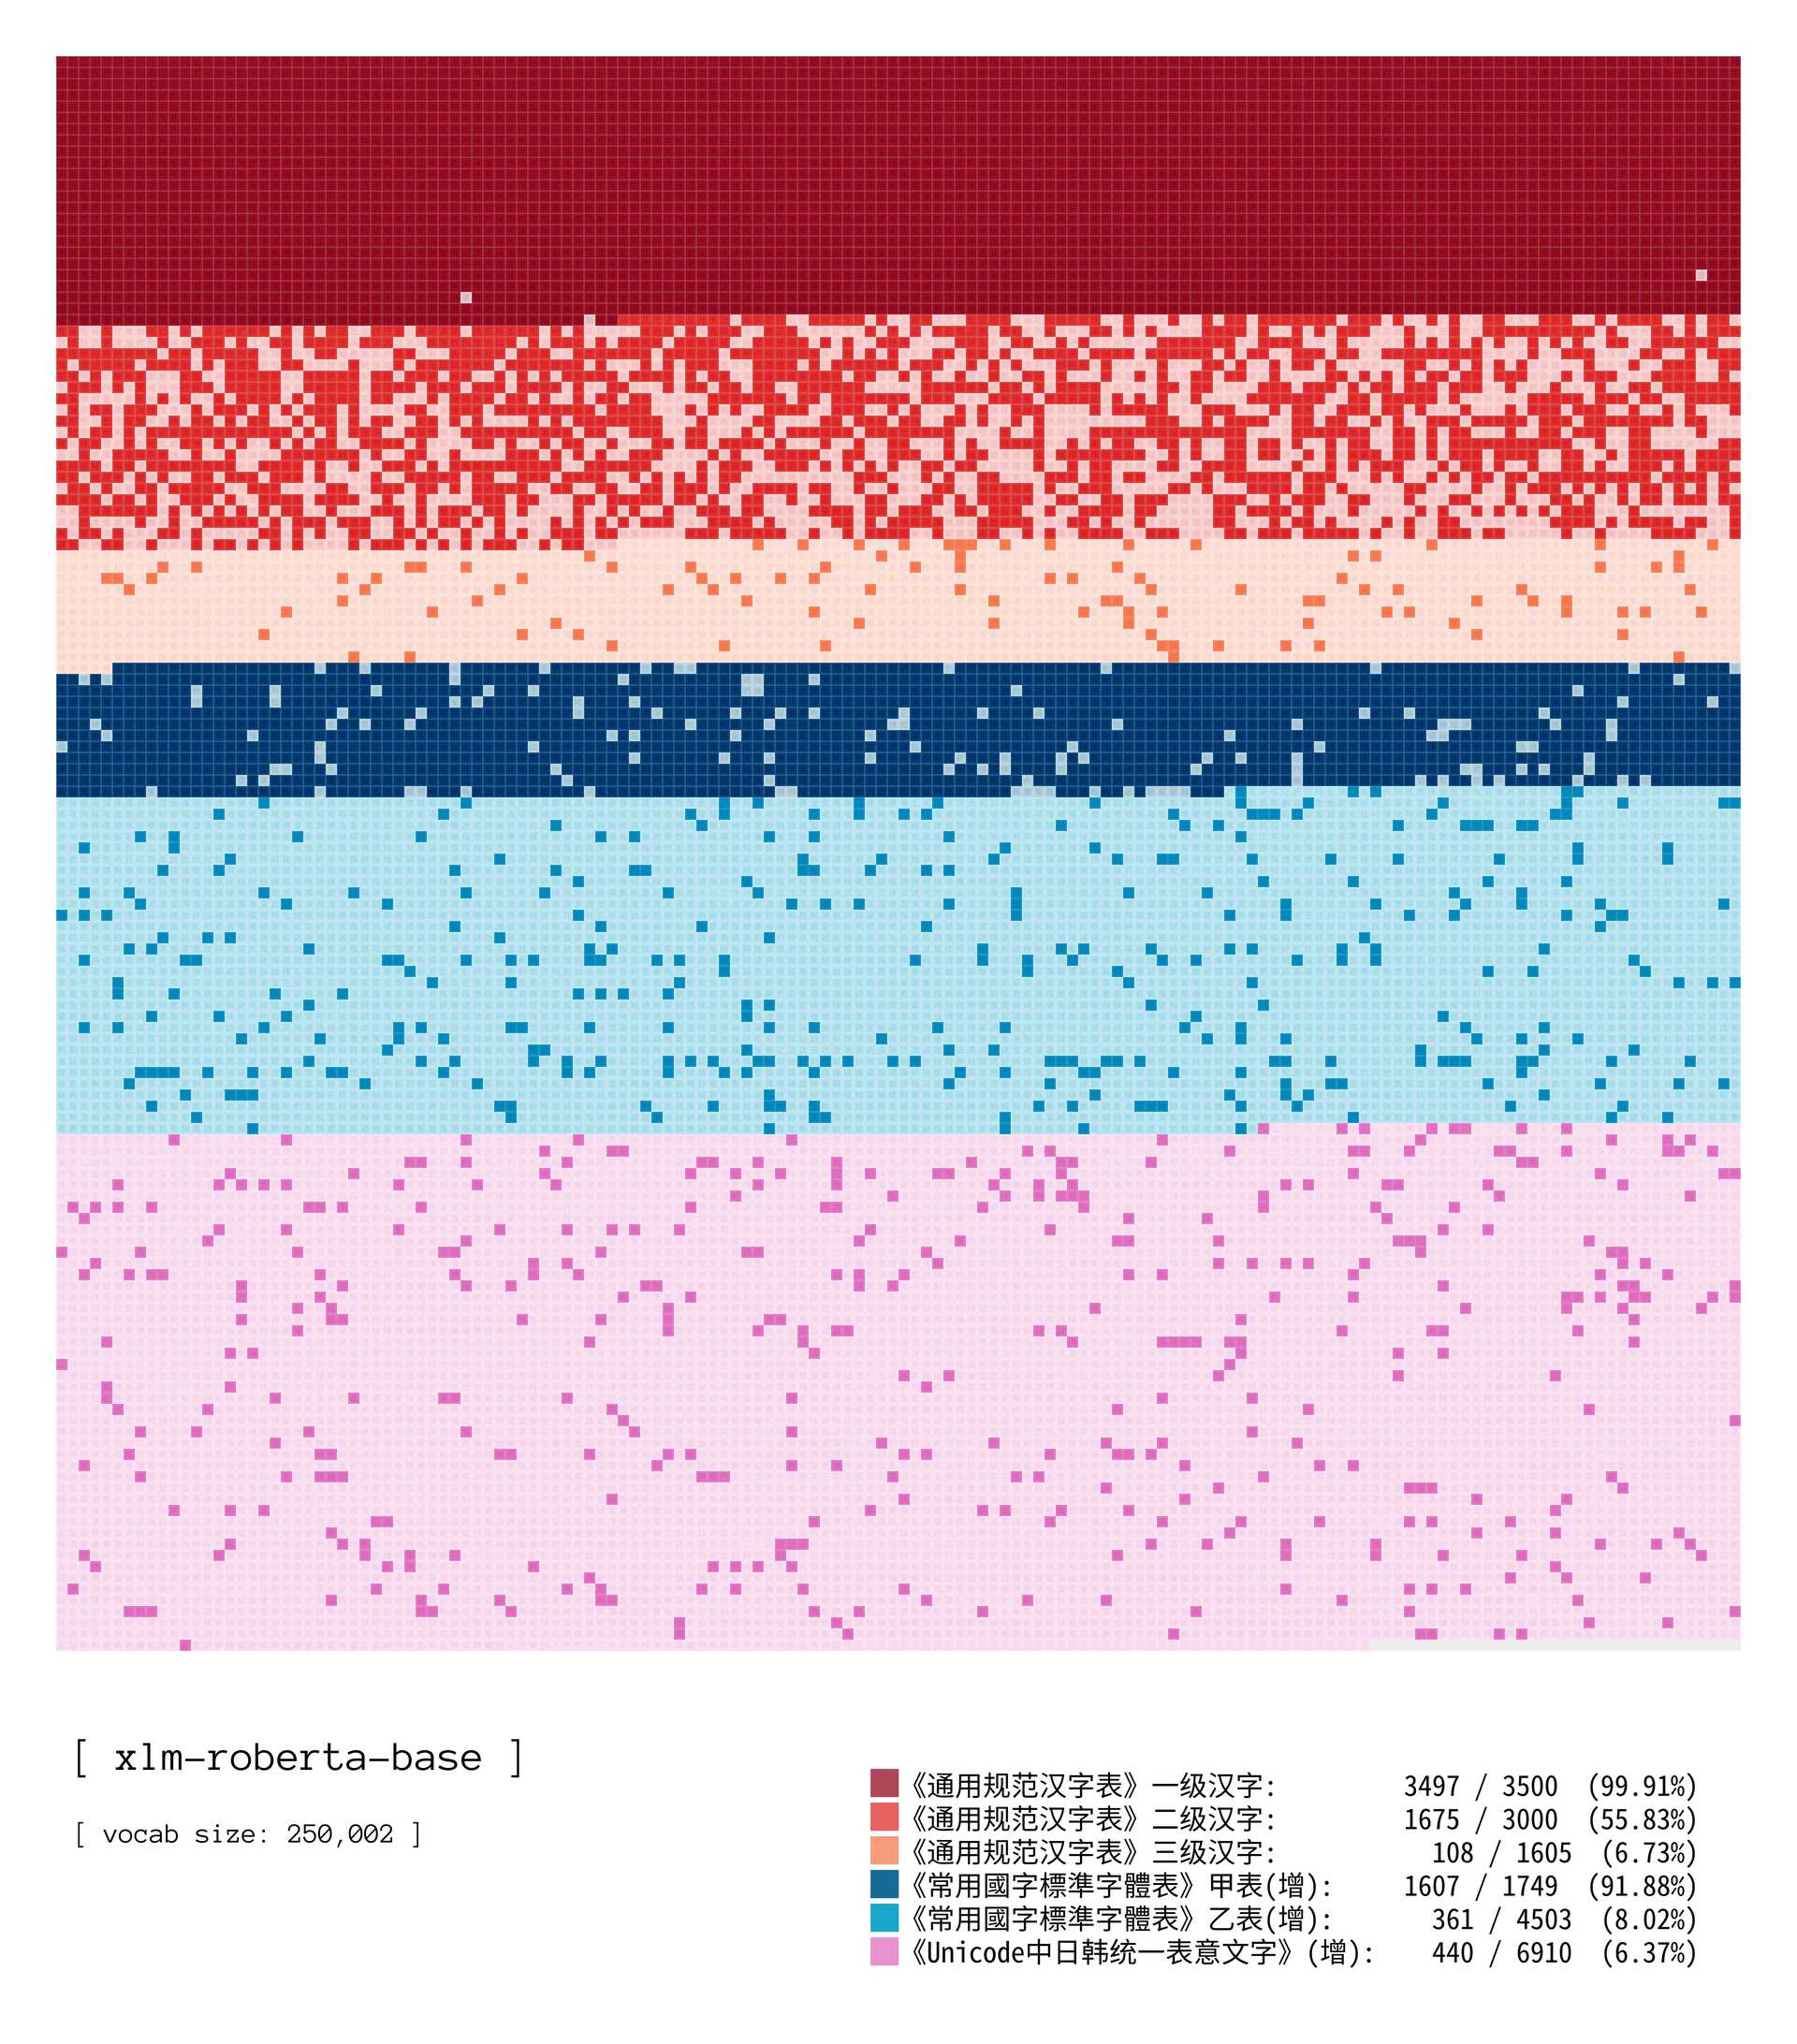 [ xlm-roberta-base ]
[ vocab size: 250,002 ]
《通用规范汉字表》一级汉字: 3497 / 3500 (99.91%)
《通用规范汉字表》二级汉字: 1675 / 3000 (55.83%)
《通用规范汉字表》三级汉字: 108 / 1605 (6.73%)
《常用國字標準字體表》甲表(增): 1607 / 1749 (91.88%)
《常用國字標準字體表》乙表(增): 361 / 4503 (8.02%)
《Unicode中日韩统一表意文字》(增): 440 / 6910 (6.37%)